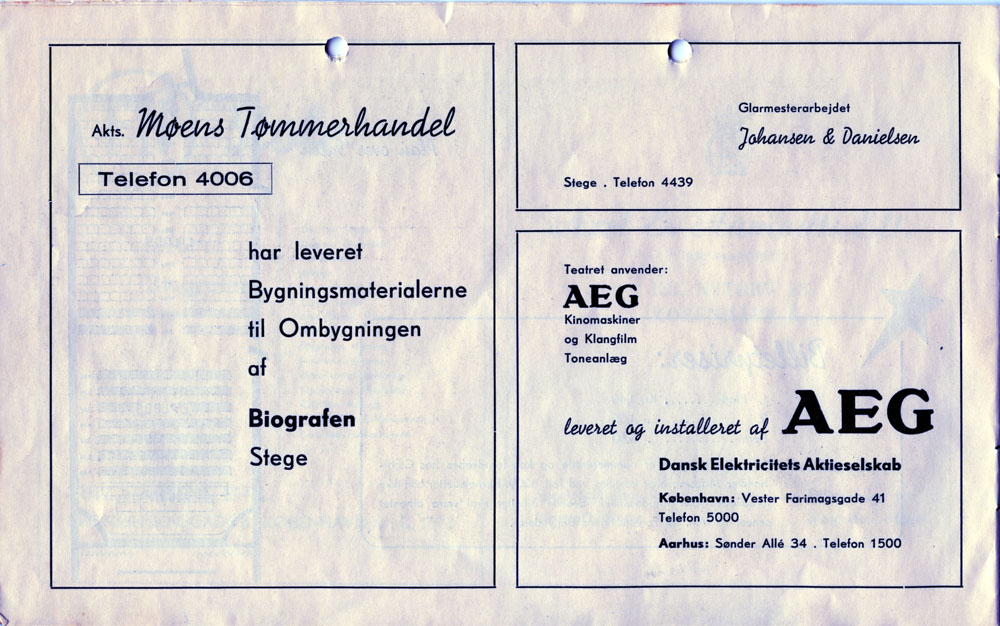 Akts. Møens Tømmerhandel
Telefon 4006
har leveret
Bygningsmaterialerne
til Ombygningen
af
Biografen
Stege
Glarmesterarbejdet
Johansen & Danielsen
Stege . Telefon 4439
Teatret anvender:
AEG
Kinomaskiner
og Klangfilm
Toneanlæg
leveret og installeret af AEG
Dansk Elektricitets Aktieselskab
København: Vester Farimagsgade 41
Telefon 5000
Aarhus: Sønder Allé 34 . Telefon 1500